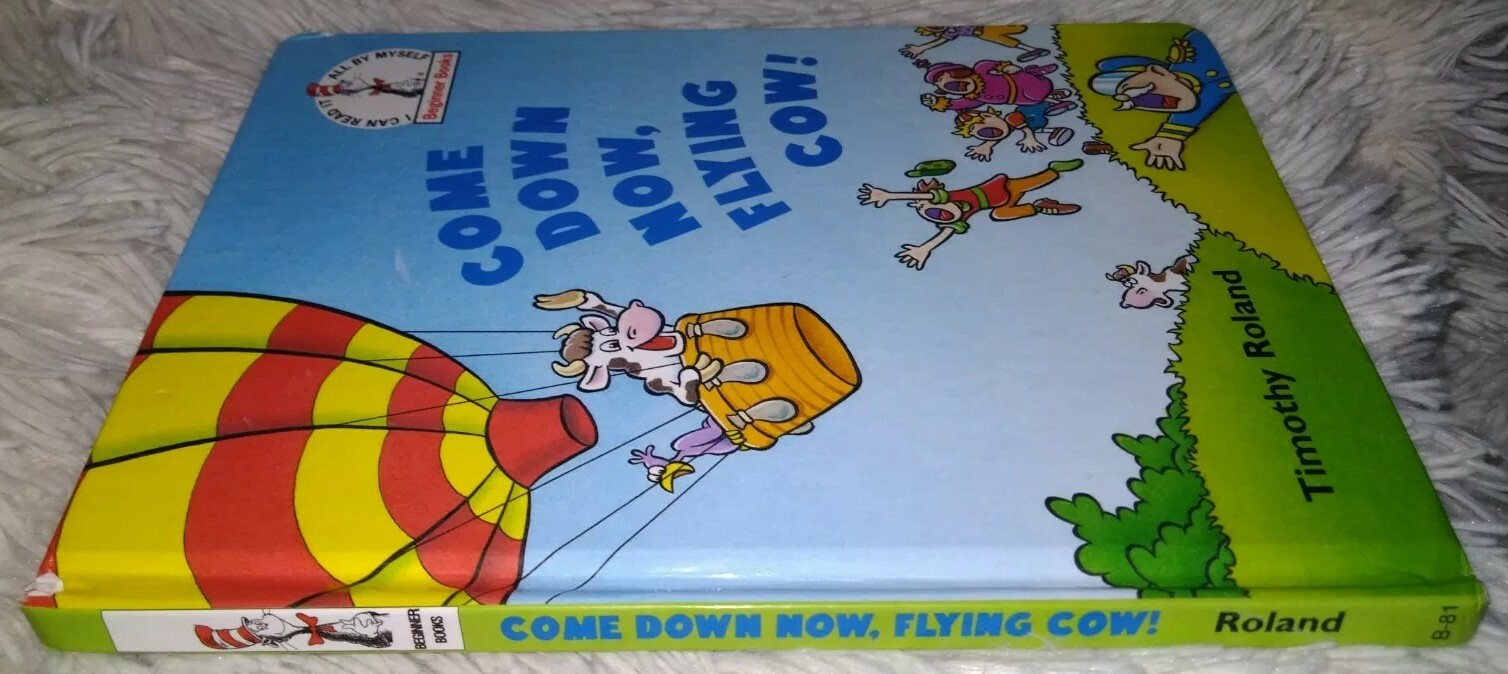 I CAN READ IT ALL BY MYSELF
Beginner Books
COME
DOWN
NOW,
FLYING
COW!
Timothy Roland
BEGINNER
BOOKS
COME DOWN NOW, FLYING COW!
Roland
B-81